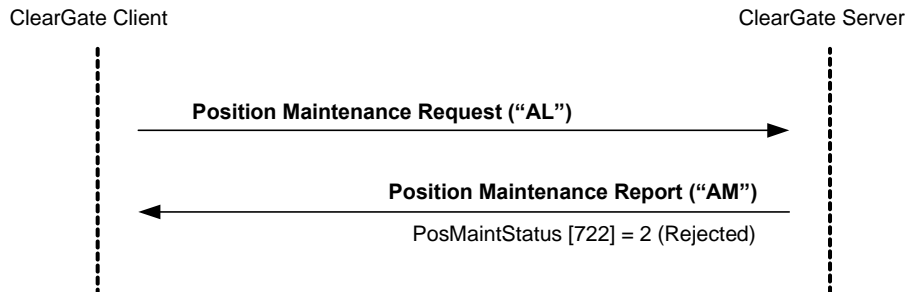 ClearGate Client
ClearGate Server
Position Maintenance Request (“AL”)
Position Maintenance Report (“AM”)
PosMaintStatus [722] = 2 (Rejected)